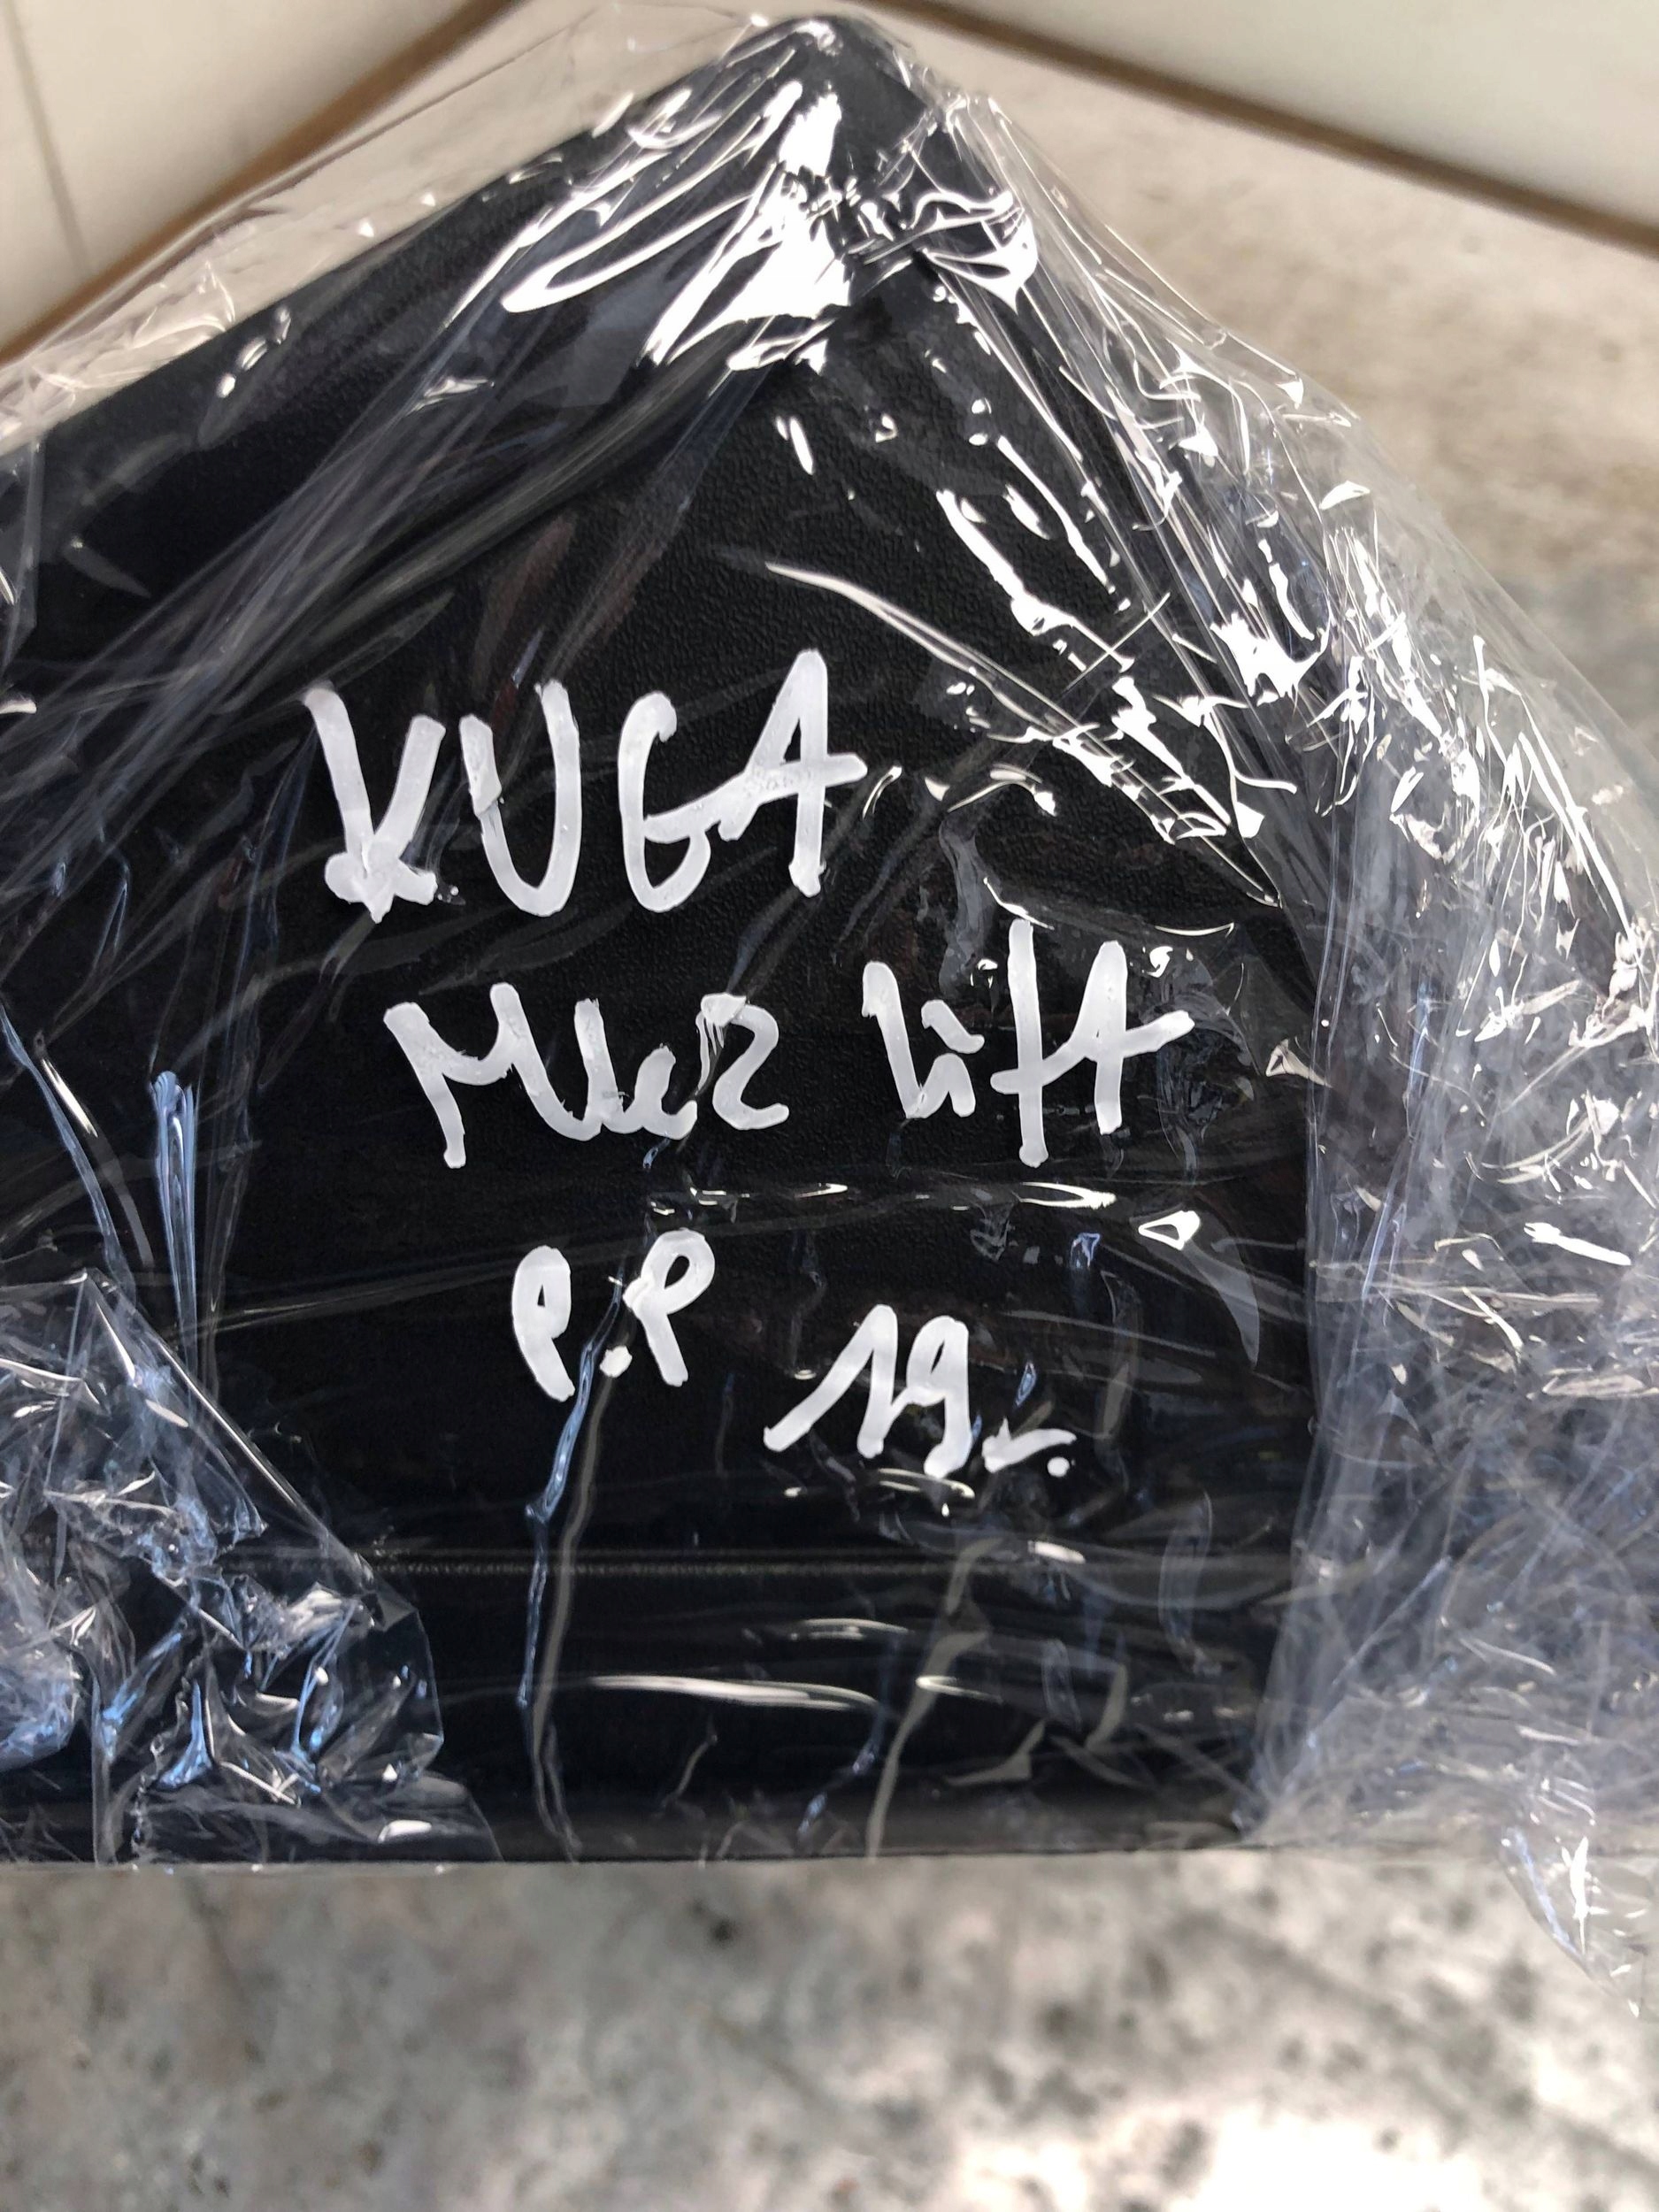 KUGA
Mk2 lift
P.P
19r.